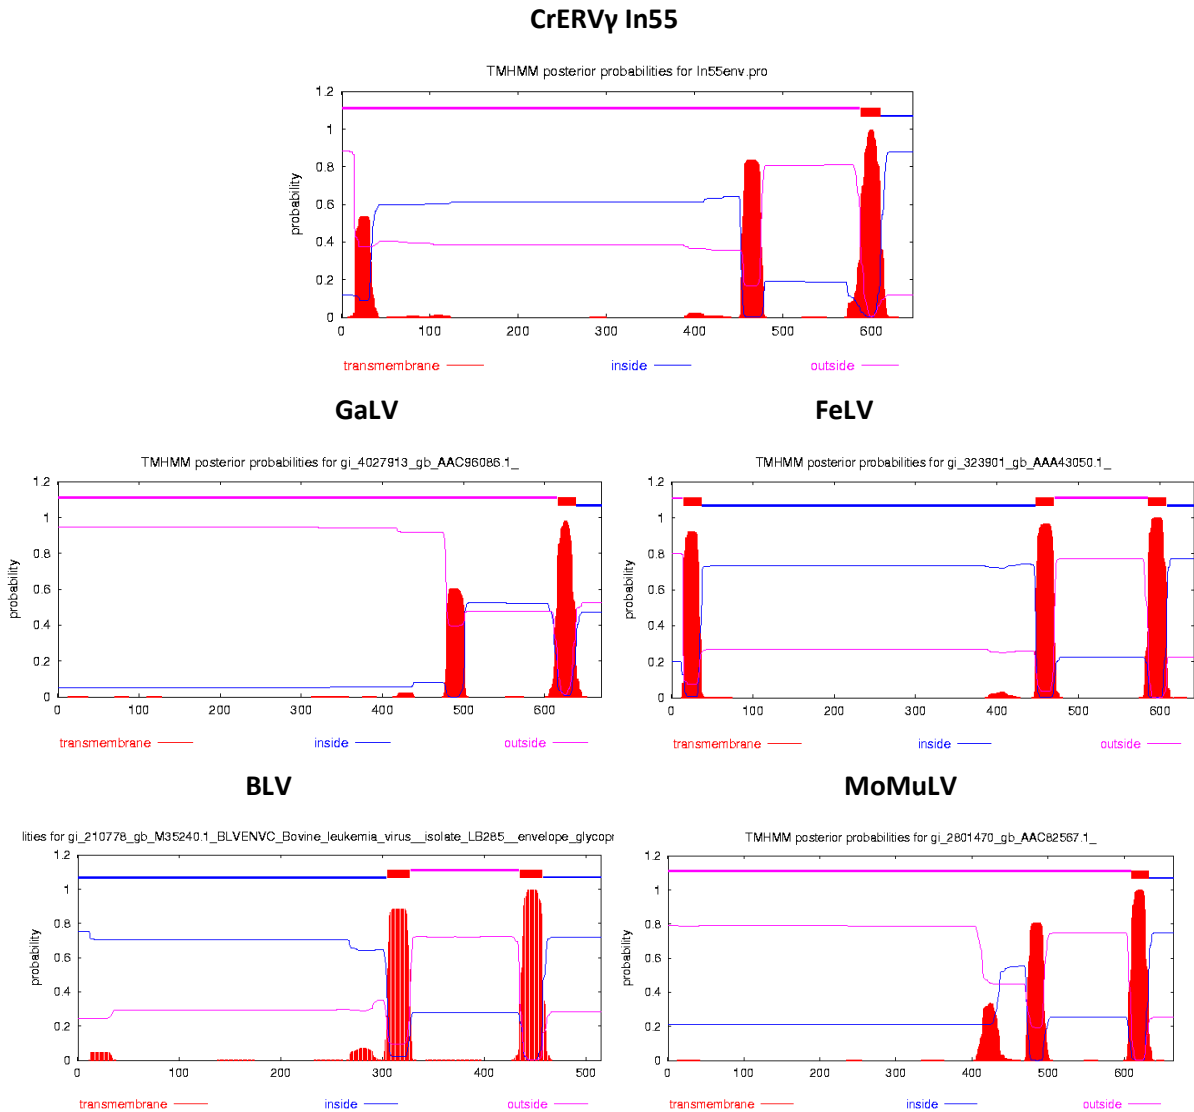 CrERVγ In55
TMHMM posterior probabilities for In55env.pro
1.2
1
0.8
0.6
0.4
0.2
0
probability
0 100 200 300 400 500 600
transmembrane inside outside
GaLV FeLV
TMHMM posterior probabilities for gi_4027913_gb_AAC96086.1_
1.2
1
0.8
0.6
0.4
0.2
0
probability
0 100 200 300 400 500 600
transmembrane inside outside
TMHMM posterior probabilities for gi_323901_gb_AAA43050.1_
1.2
1
0.8
0.6
0.4
0.2
0
probability
0 100 200 300 400 500 600
transmembrane inside outside
BLV MoMuLV
lities for gi_210778_gb_M35240.1_BLVENVC_Bovine_leukemia_virus__isolate_LB285__envelope_glycopr
1.2
1
0.8
0.6
0.4
0.2
0
probability
0 100 200 300 400 500
transmembrane inside outside
TMHMM posterior probabilities for gi_2801470_gb_AAC82567.1_
1.2
1
0.8
0.6
0.4
0.2
0
probability
0 100 200 300 400 500 600
transmembrane inside outside